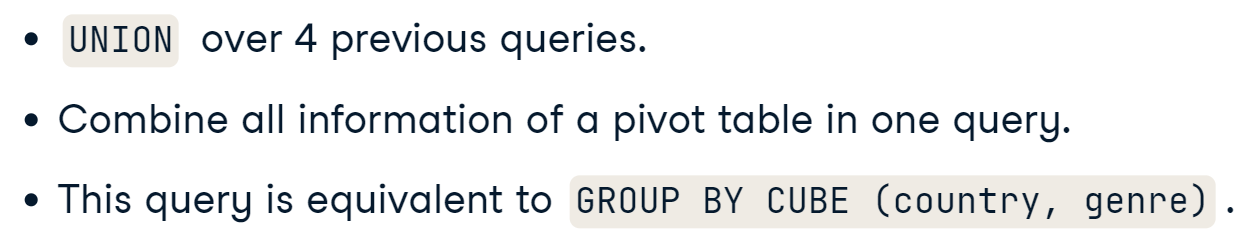 • UNION over 4 previous queries.
• Combine all information of a pivot table in one query.
• This query is equivalent to GROUP BY CUBE (country, genre) .